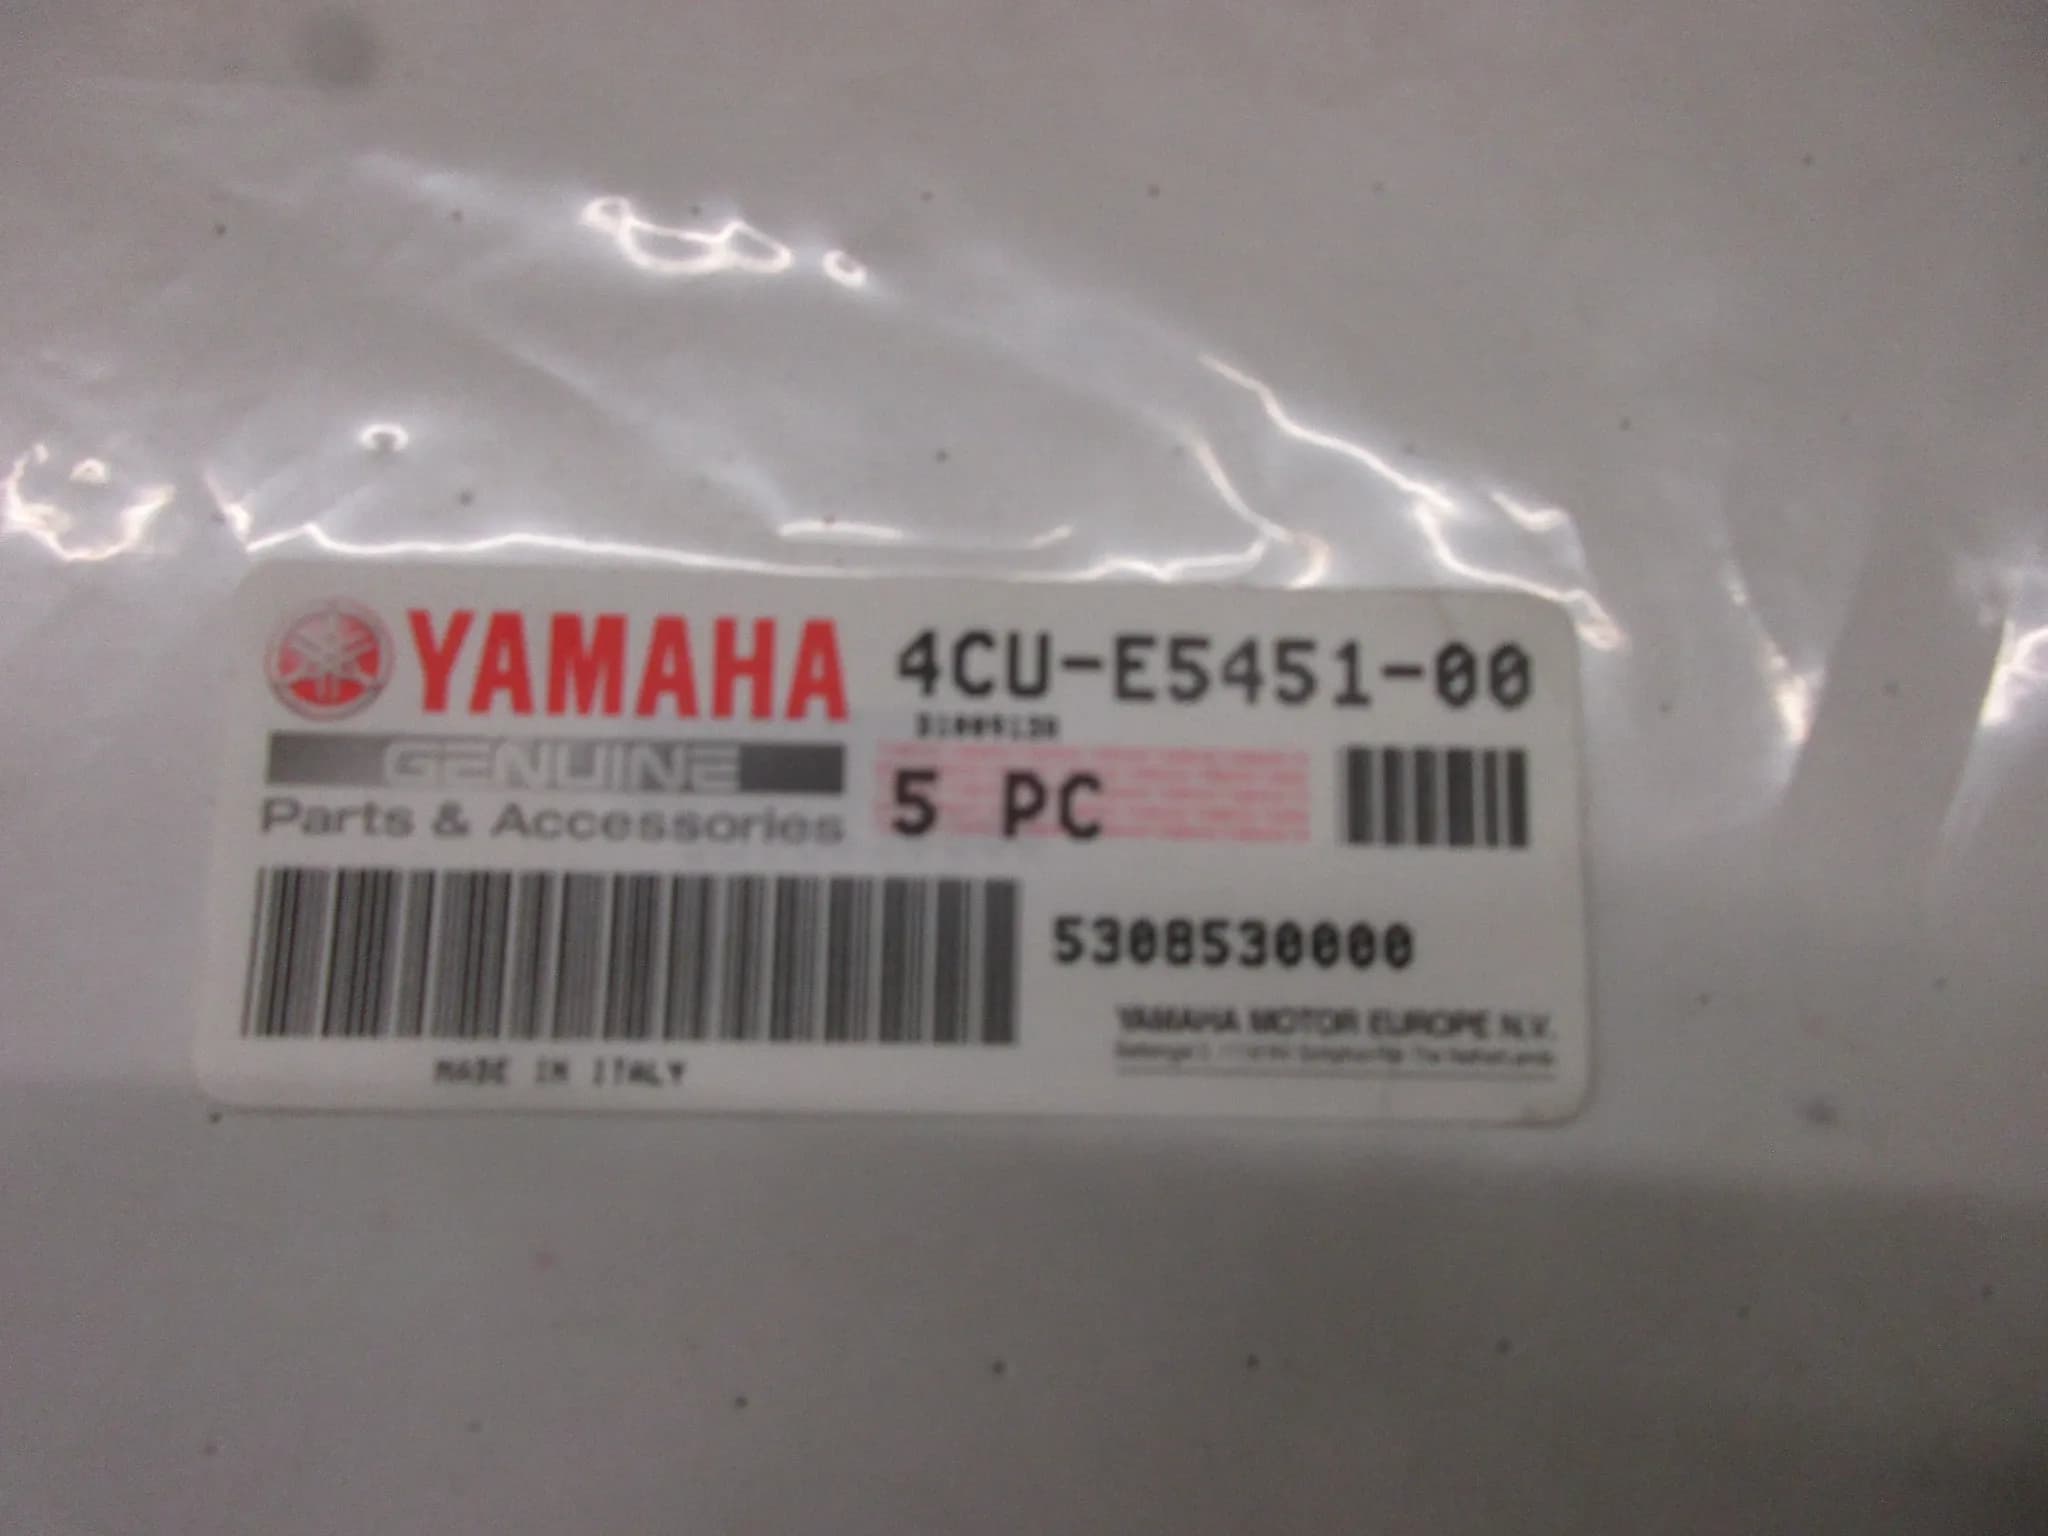 YAMAHA
4CU-E5451-00
GENUINE
5 PC
Parts & Accessories
5308530000
YAMAHA MOTOR EUROPE N.V.
MADE IN ITALY